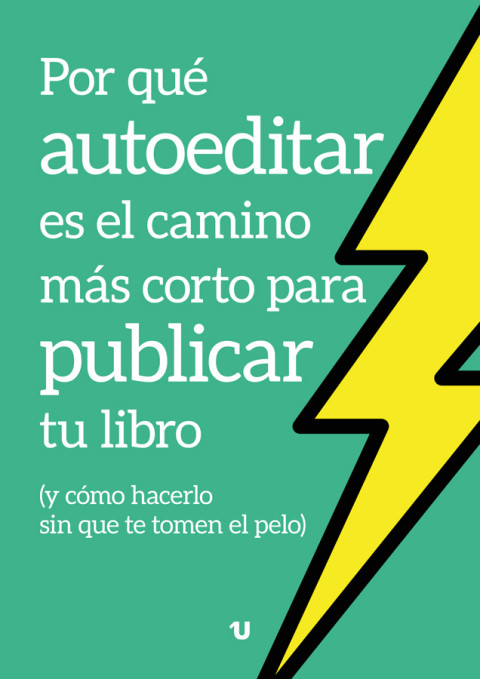 Por qué
autoeditar
es el camino
más corto para
publicar
tu libro
(y cómo hacerlo
sin que te tomen el pelo)
1U